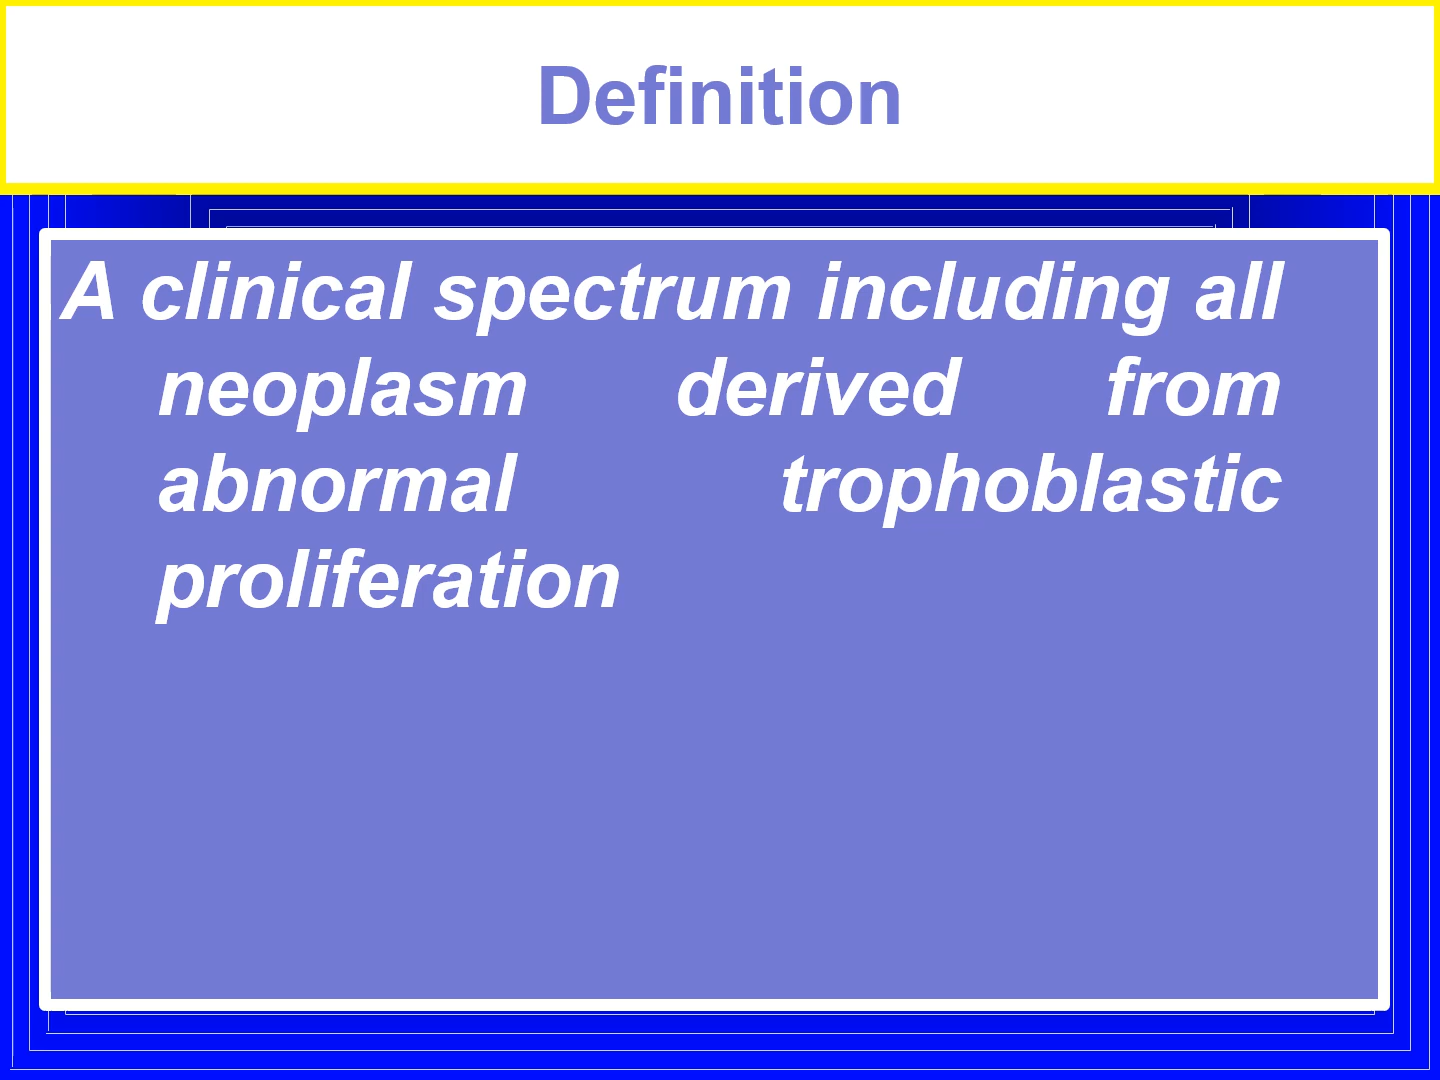 Definition
A clinical spectrum including all
neoplasm derived from
abnormal trophoblastic
proliferation